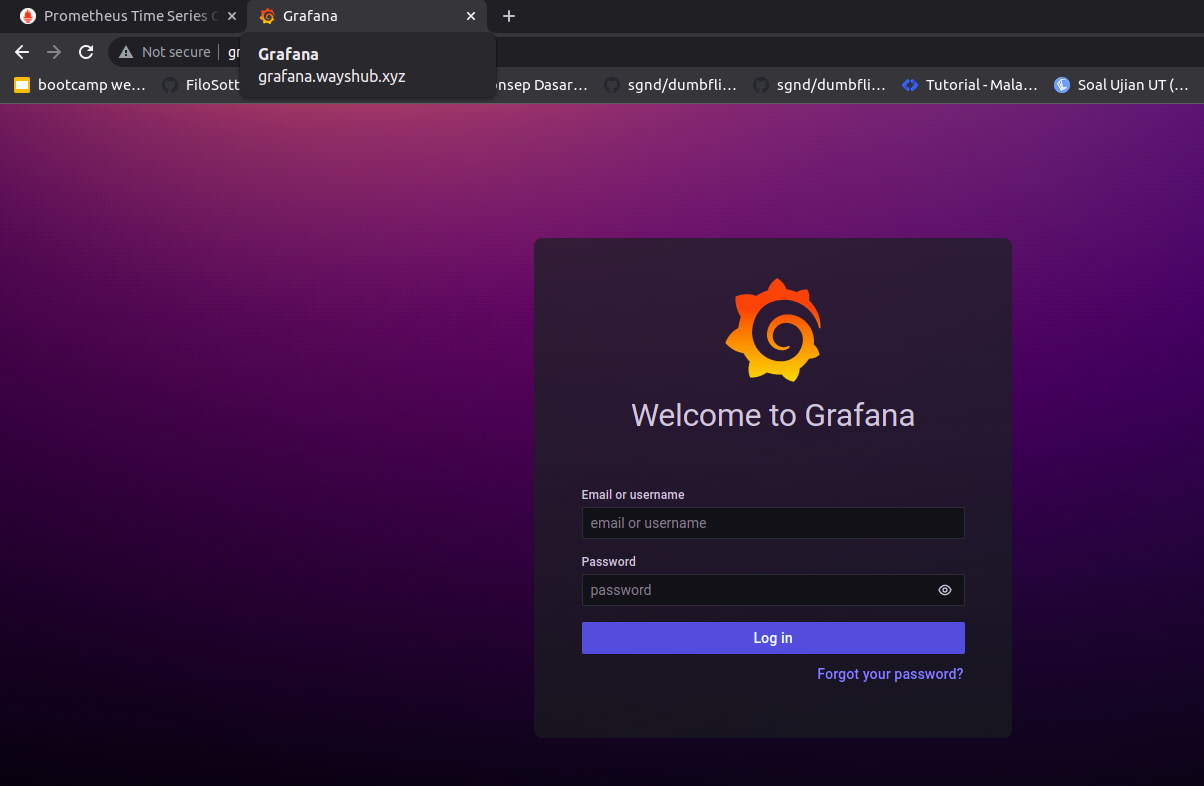 Prometheus Time Series
Grafana
Not secure
gr
Grafana
grafana.wayshub.xyz
bootcamp we...
FiloSott
onsep Dasar...
sgnd/dumbfli...
sgnd/dumbfli...
Tutorial - Mala...
Soal Ujian UT (...
Welcome to Grafana
Email or username
email or username
Password
password
Log in
Forgot your password?